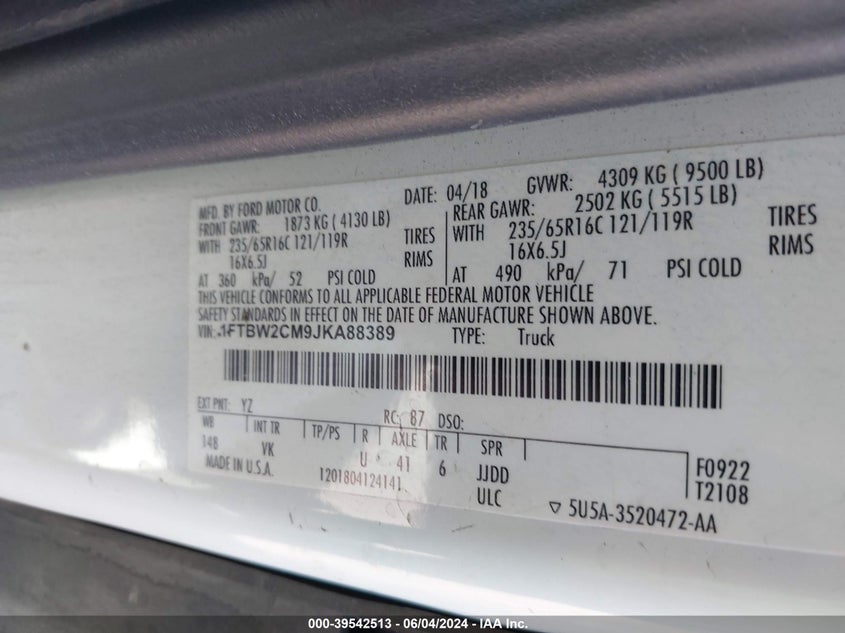 MFD. BY FORD MOTOR CO. DATE: 04/18 GVWR: 4309 KG ( 9500 LB)
FRONT GAWR: 1873 KG ( 4130 LB) REAR GAWR: 2502 KG ( 5515 LB)
WITH 235/65R16C 121/119R TIRES WITH 235/65R16C 121/119R TIRES
16X6.5J RIMS 16X6.5J RIMS
AT 360 kPa/ 52 PSI COLD AT 490 kPa/ 71 PSI COLD
THIS VEHICLE CONFORMS TO ALL APPLICABLE FEDERAL MOTOR VEHICLE
SAFETY STANDARDS IN EFFECT ON THE DATE OF MANUFACTURE SHOWN ABOVE.
VIN: 1FTBW2CM9JKA88389 TYPE: Truck
EXT PNT: YZ RC: 87 DSO:
WB INT TR TP/PS R AXLE TR SPR
148 VK U 41 6 JJDD F0922
MADE IN U.S.A. 1201804124141 ULC T2108
▽ 5U5A-3520472-AA
000-39542513 - 06/04/2024 - IAA Inc.